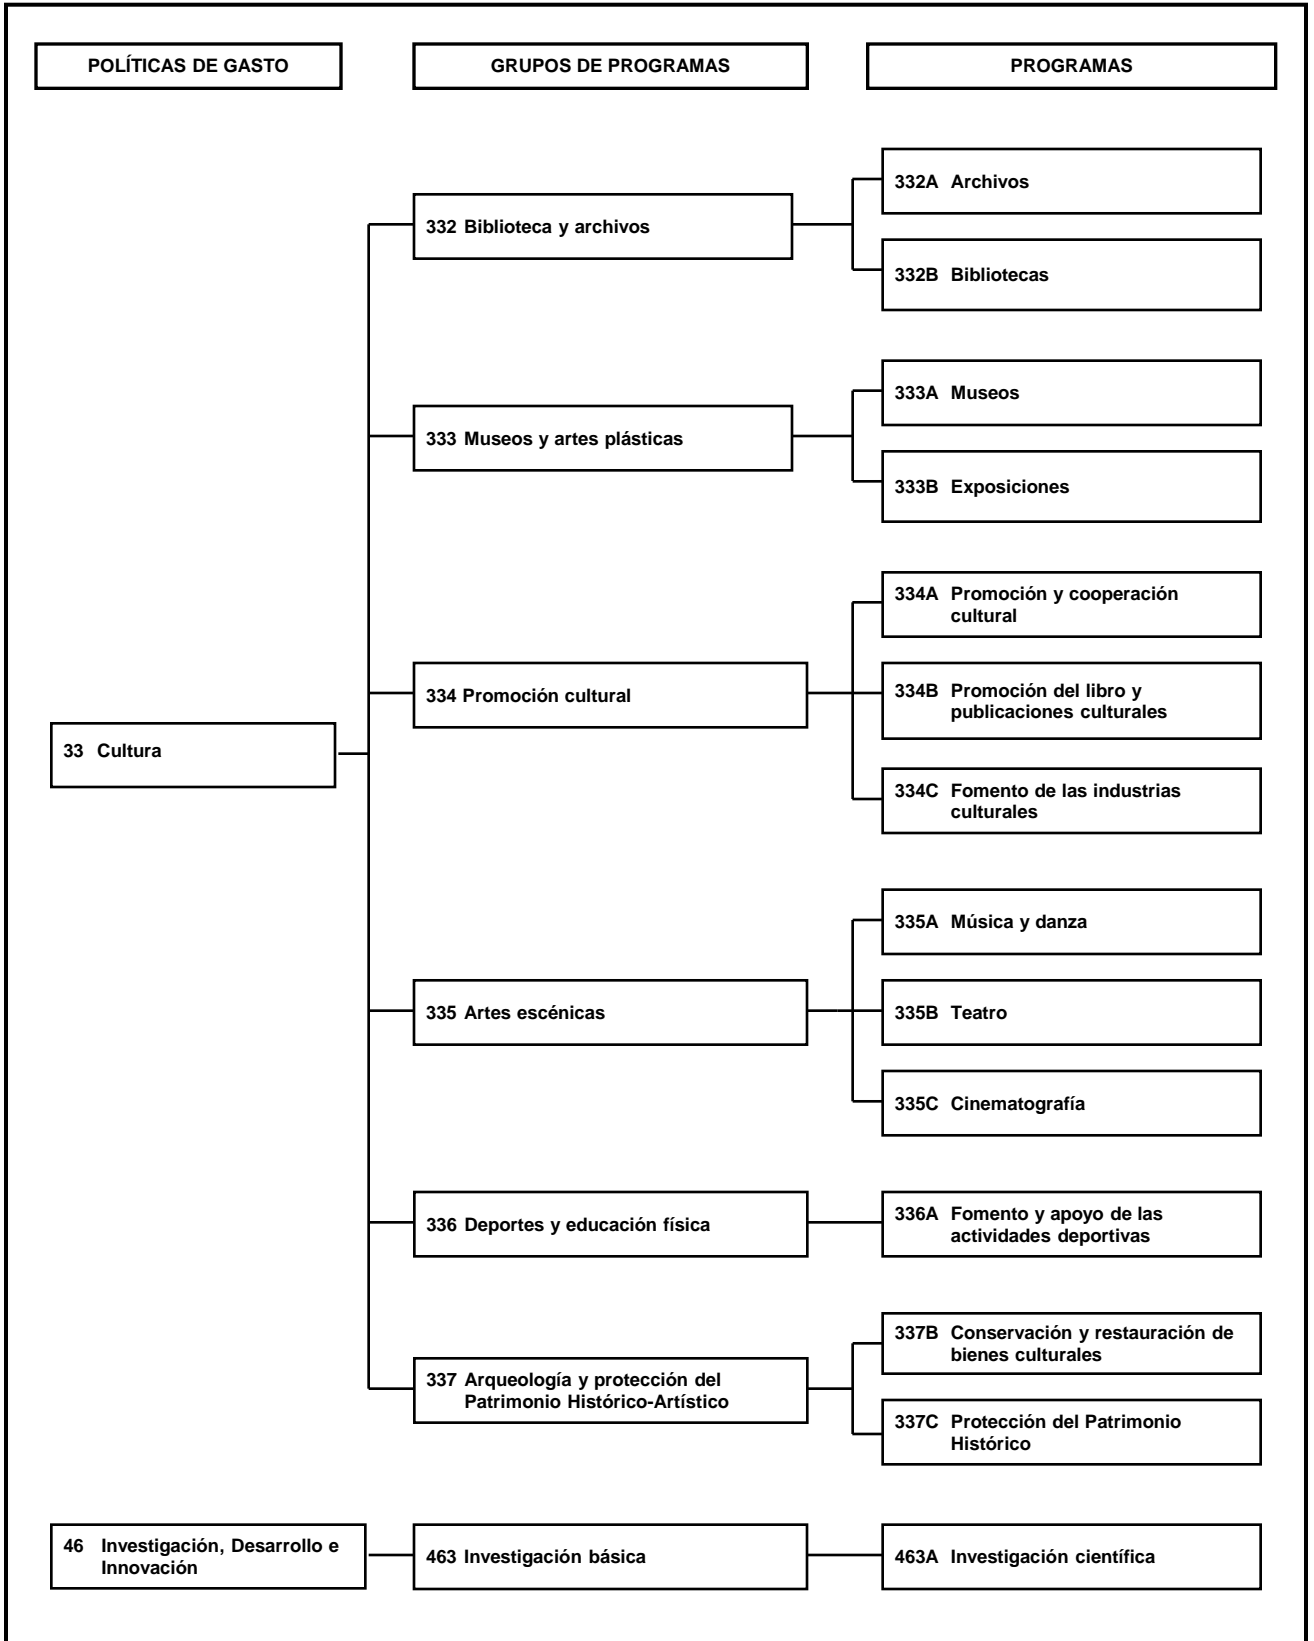 POLÍTICAS DE GASTO
GRUPOS DE PROGRAMAS
PROGRAMAS
33 Cultura
332 Biblioteca y archivos
332A Archivos
332B Bibliotecas
333 Museos y artes plásticas
333A Museos
333B Exposiciones
334 Promoción cultural
334A Promoción y cooperación
cultural
334B Promoción del libro y
publicaciones culturales
334C Fomento de las industrias
culturales
335 Artes escénicas
335A Música y danza
335B Teatro
335C Cinematografía
336 Deportes y educación física
336A Fomento y apoyo de las
actividades deportivas
337 Arqueología y protección del
Patrimonio Histórico-Artístico
337B Conservación y restauración de
bienes culturales
337C Protección del Patrimonio
Histórico
46 Investigación, Desarrollo e
Innovación
463 Investigación básica
463A Investigación científica